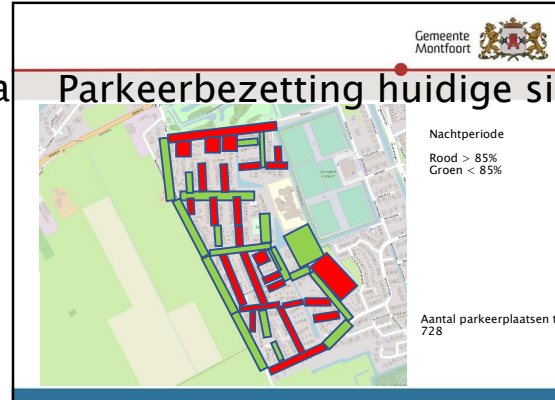 Gemeente
Montfoort
a Parkeerbezetting huidige si
Nachtperiode
Rood > 85%
Groen < 85%
Aantal parkeerplaatsen t
728